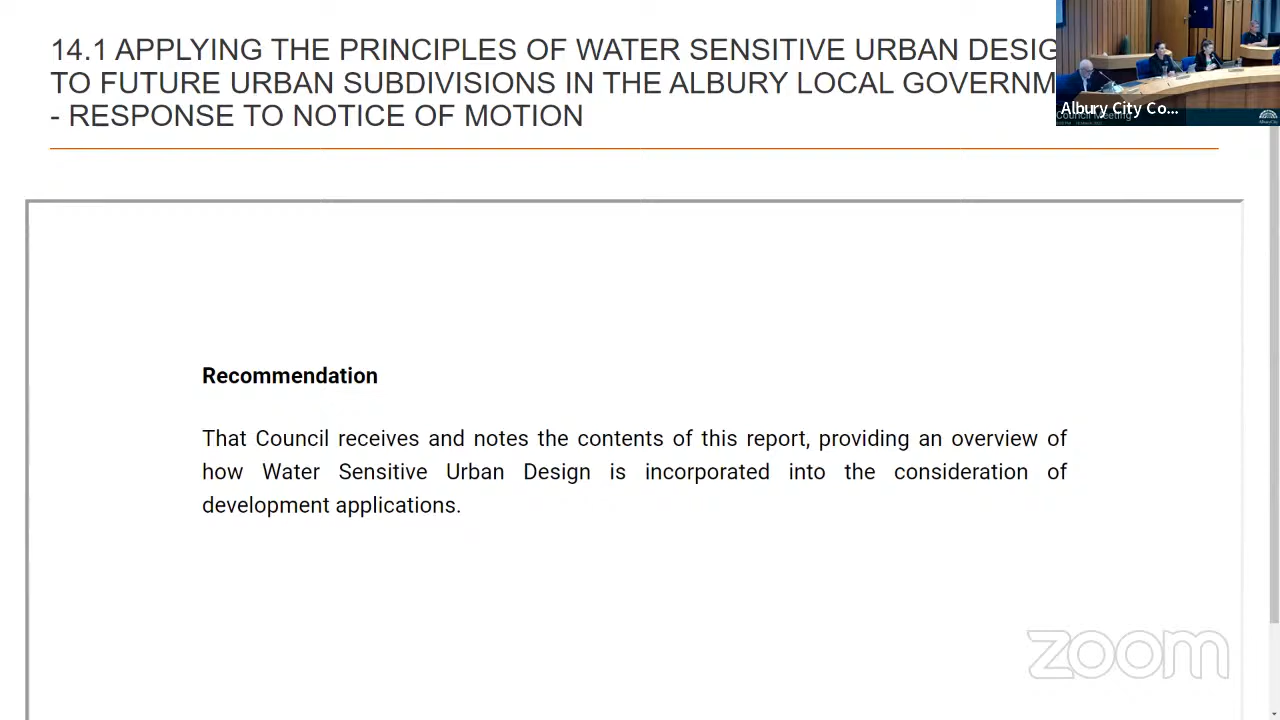 14.1 APPLYING THE PRINCIPLES OF WATER SENSITIVE URBAN DESIG
TO FUTURE URBAN SUBDIVISIONS IN THE ALBURY LOCAL GOVERNM
- RESPONSE TO NOTICE OF MOTION
Albury City Co...
Council Meeting
Recommendation
That Council receives and notes the contents of this report, providing an overview of
how Water Sensitive Urban Design is incorporated into the consideration of
development applications.
zoom